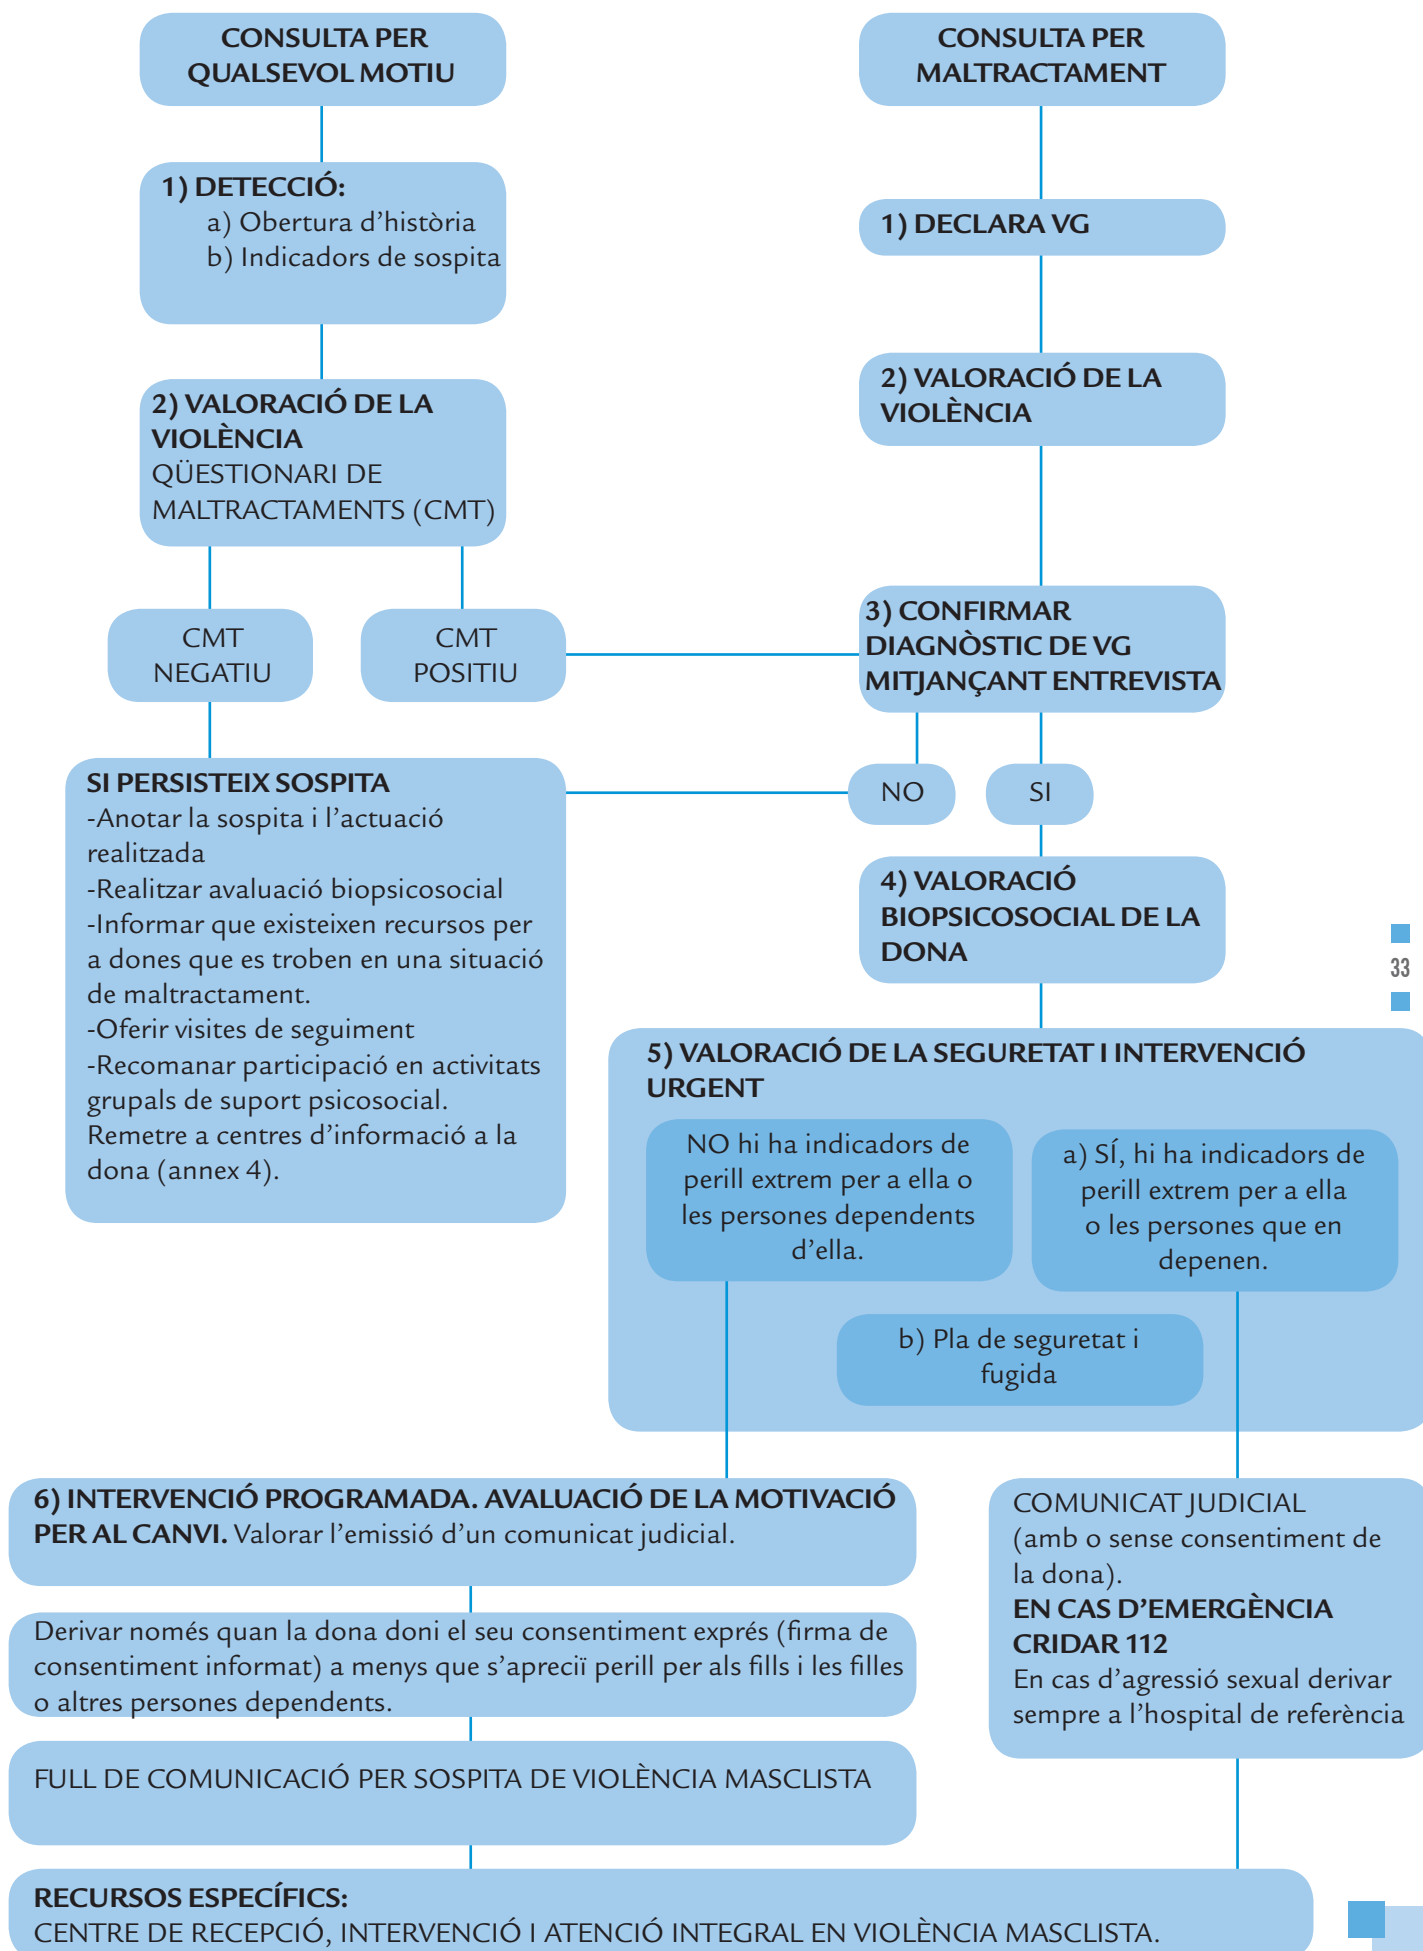 CONSULTA PER
QUALSEVOL MOTIU
1) DETECCIÓ:
a) Obertura d’història
b) Indicadors de sospita
2) VALORACIÓ DE LA
VIOLÈNCIA
QÜESTIONARI DE
MALTRACTAMENTS (CMT)
CMT
NEGATIU
CMT
POSITIU
SI PERSISTEIX SOSPITA
-Anotar la sospita i l’actuació
realitzada
-Realitzar avaluació biopsicosocial
-Informar que existeixen recursos per
a dones que es troben en una situació
de maltractament.
-Oferir visites de seguiment
-Recomanar participació en activitats
grupals de suport psicosocial.
Remetre a centres d’informació a la
dona (annex 4).
CONSULTA PER
MALTRACTAMENT
1) DECLARA VG
2) VALORACIÓ DE LA
VIOLÈNCIA
3) CONFIRMAR
DIAGNÒSTIC DE VG
MITJANÇANT ENTREVISTA
NO
SI
4) VALORACIÓ
BIOPSICOSOCIAL DE LA
DONA
33
5) VALORACIÓ DE LA SEGURETAT I INTERVENCIÓ
URGENT
NO hi ha indicadors de
perill extrem per a ella o
les persones dependents
d’ella.
a) SÍ, hi ha indicadors de
perill extrem per a ella
o les persones que en
depenen.
b) Pla de seguretat i
fugida
6) INTERVENCIÓ PROGRAMADA. AVALUACIÓ DE LA MOTIVACIÓ
PER AL CANVI. Valorar l’emissió d’un comunicat judicial.
Derivar només quan la dona doni el seu consentiment exprés (firma de
consentiment informat) a menys que s’apreciï perill per als fills i les filles
o altres persones dependents.
FULL DE COMUNICACIÓ PER SOSPITA DE VIOLÈNCIA MASCLISTA
COMUNICAT JUDICIAL
(amb o sense consentiment de
la dona).
EN CAS D’EMERGÈNCIA
CRIDAR 112
En cas d’agressió sexual derivar
sempre a l’hospital de referència
RECURSOS ESPECÍFICS:
CENTRE DE RECEPCIÓ, INTERVENCIÓ I ATENCIÓ INTEGRAL EN VIOLÈNCIA MASCLISTA.